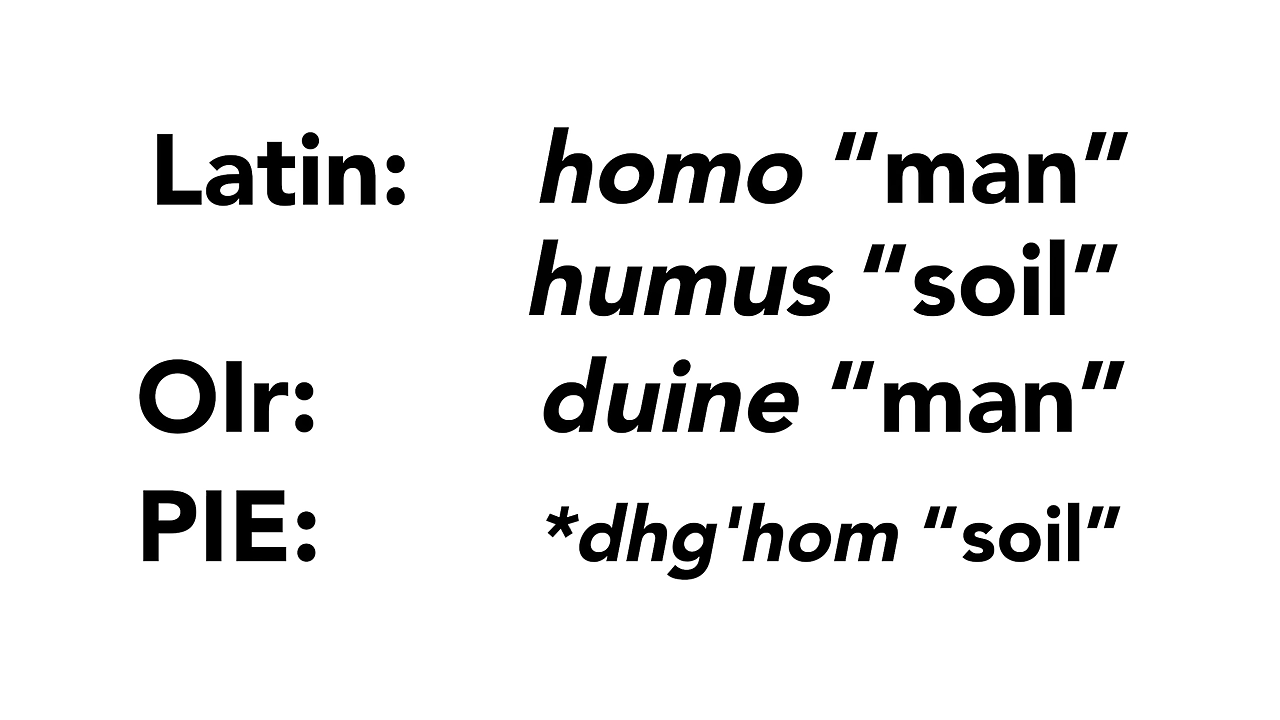 Latin: homo “man”
humus “soil”
OIr: duine “man”
PIE: *dhg'hom “soil”